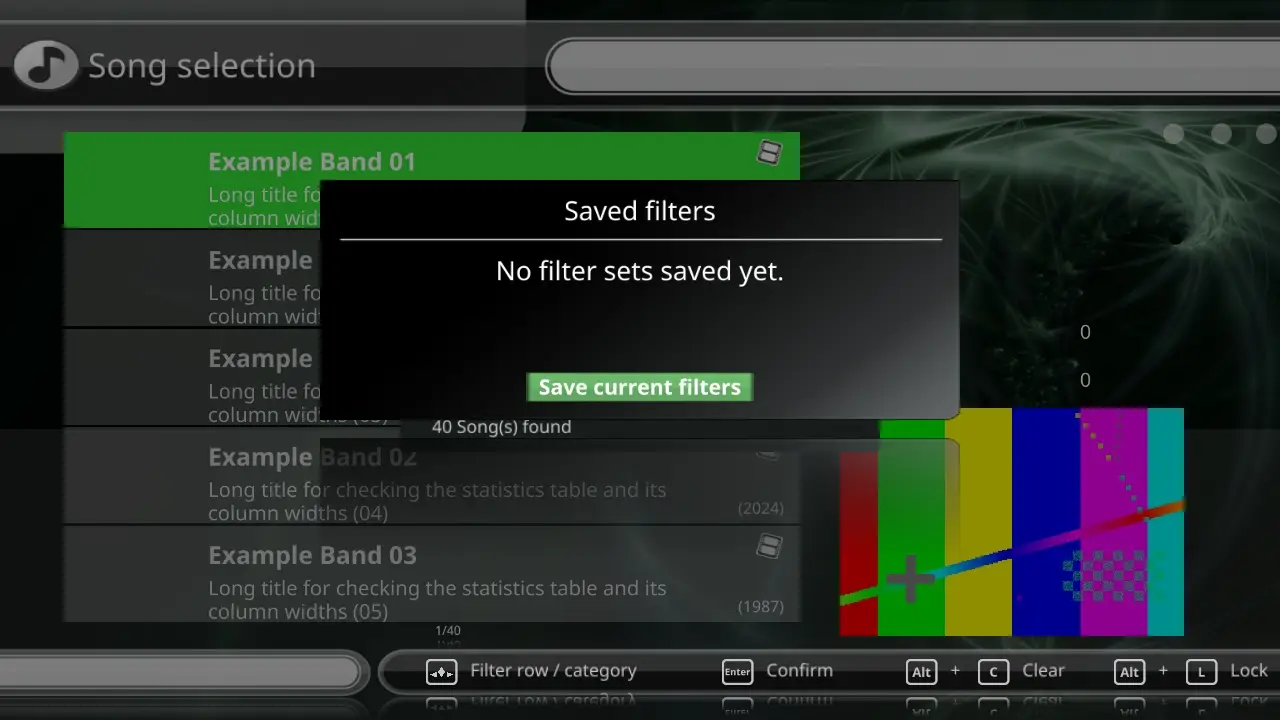 Song selection
Example Band 01
Long title fo
column widt
Example
Long title fo
column widt
Example
Long title fo
column widths (03)
Saved filters
No filter sets saved yet.
Save current filters
0
0
40 Song(s) found
Example Band 02
Long title for checking the statistics table and its
column widths (04)
(2024)
Example Band 03
Long title for checking the statistics table and its
column widths (05)
(1987)
1/40
Filter row / category
Enter
Confirm
Alt + C Clear
Alt + L Lock